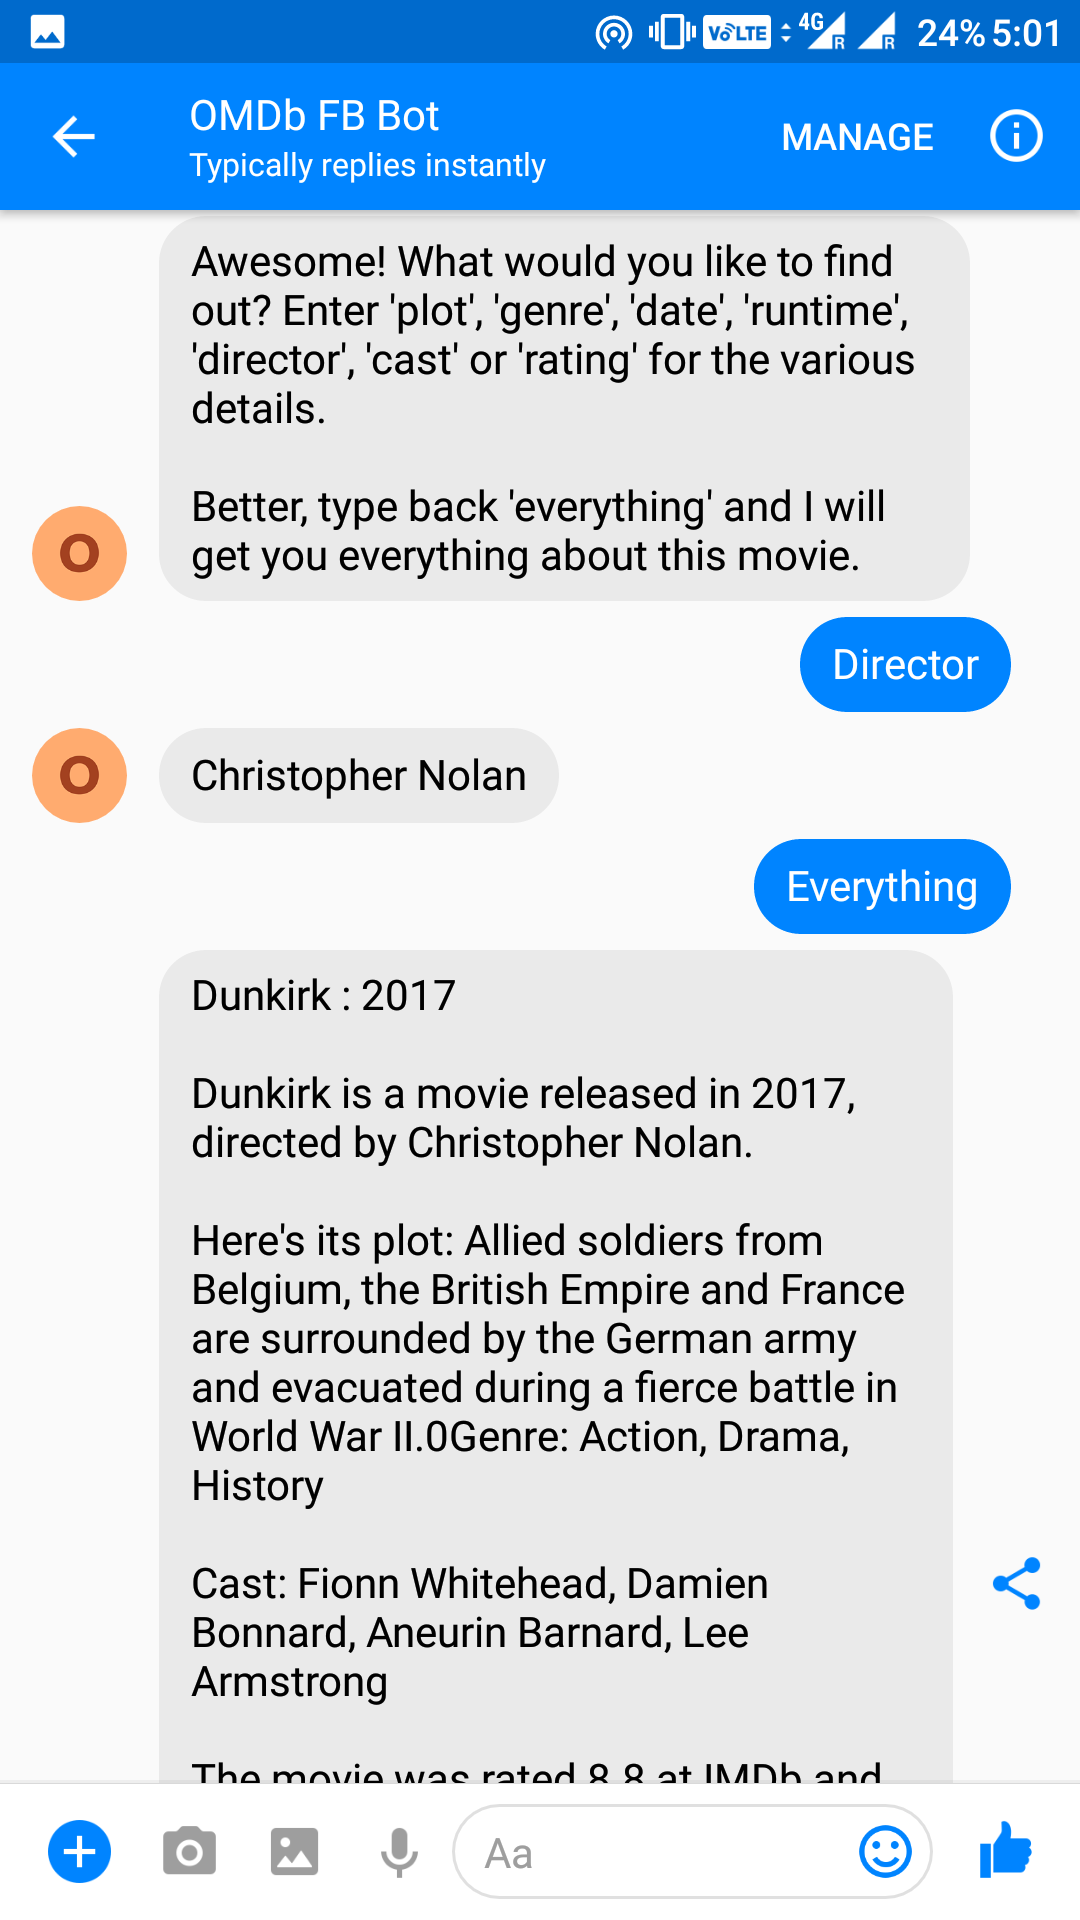 VoLTE 4G R R 24% 5:01
OMDb FB Bot
Typically replies instantly
MANAGE
Awesome! What would you like to find
out? Enter 'plot', 'genre', 'date', 'runtime',
'director', 'cast' or 'rating' for the various
details.
Better, type back 'everything' and I will
get you everything about this movie.
O
Director
O
Christopher Nolan
Everything
Dunkirk : 2017
Dunkirk is a movie released in 2017,
directed by Christopher Nolan.
Here's its plot: Allied soldiers from
Belgium, the British Empire and France
are surrounded by the German army
and evacuated during a fierce battle in
World War II.0Genre: Action, Drama,
History
Cast: Fionn Whitehead, Damien
Bonnard, Aneurin Barnard, Lee
Armstrong
The movie was rated 8.8 at IMDb and
Aa